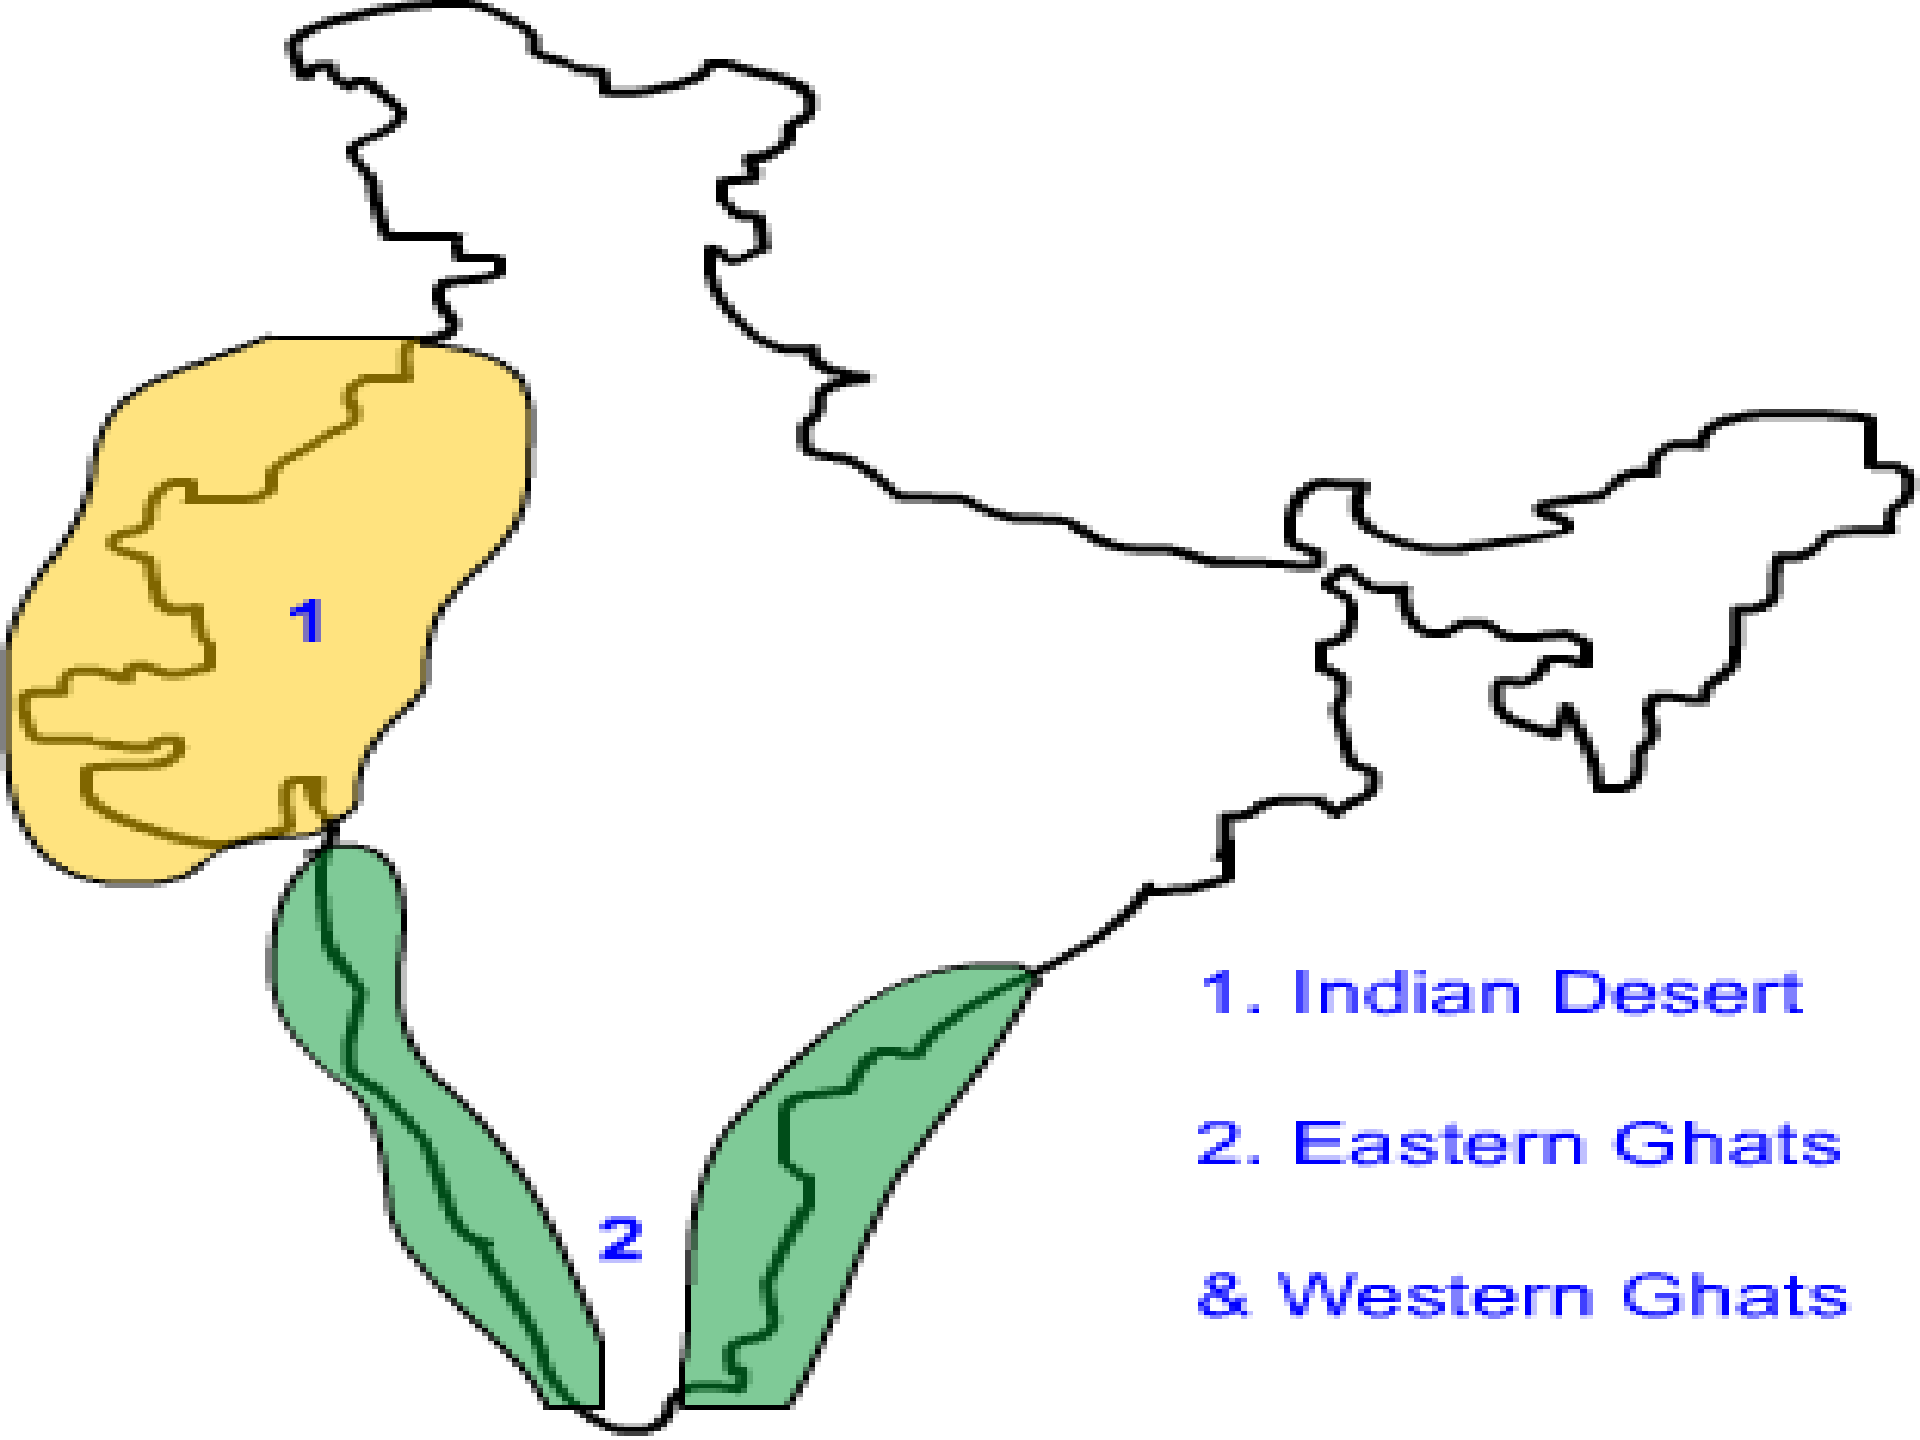 1
2
1. Indian Desert
2. Eastern Ghats
& Western Ghats